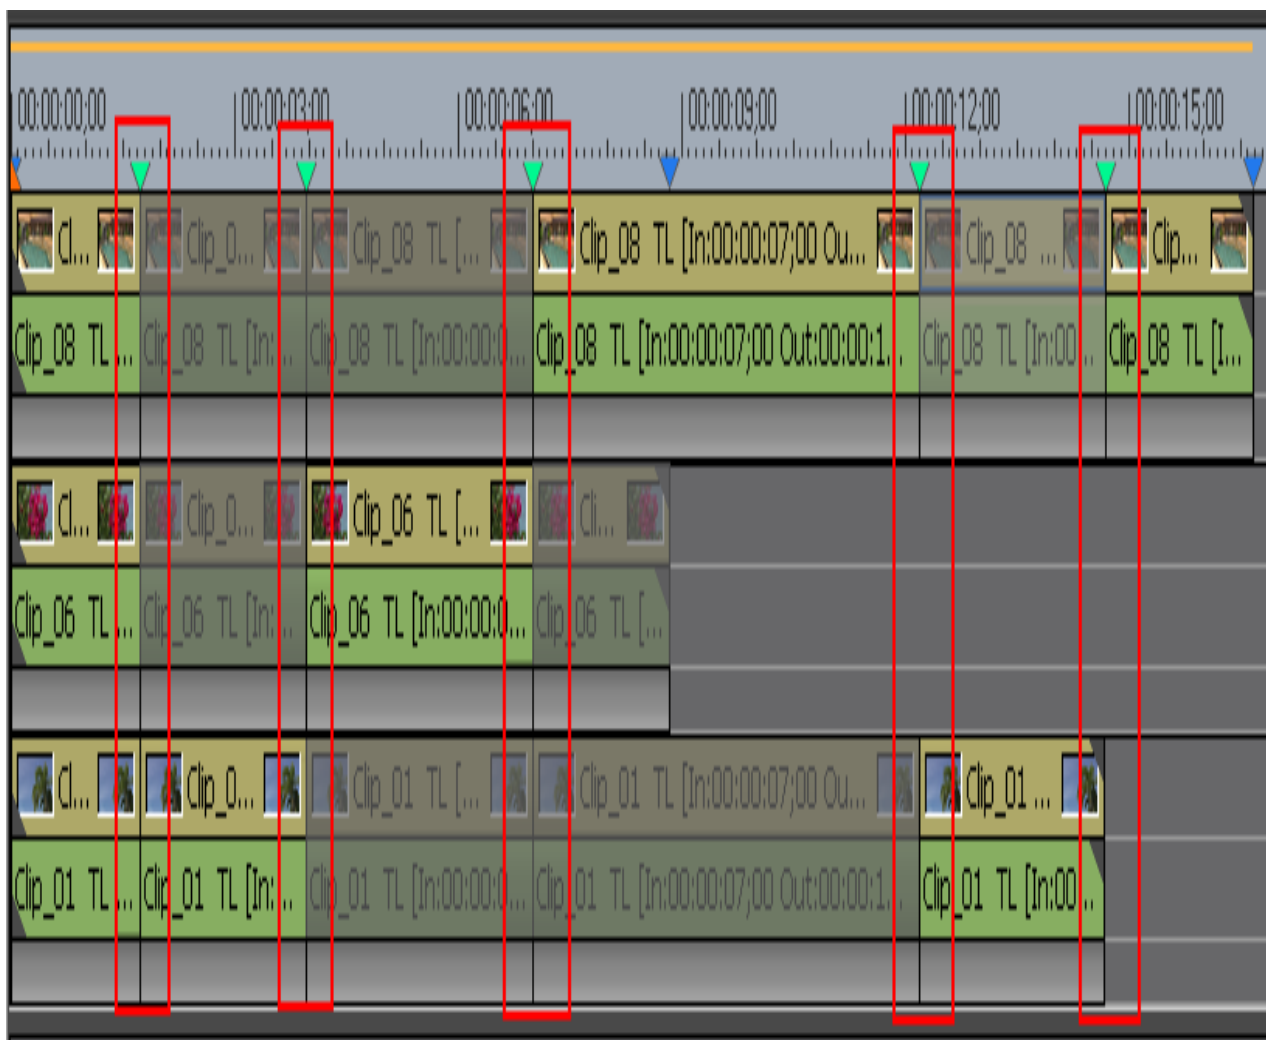 00:00:00;00 00:00:03;00 00:00:06;00 00:00:09;00 00:00:12;00 00:00:15;00
Cl... Clip_0... Clip_08 TL [... Clip_08 TL [In:00:00:07;00 Ou... Clip_08 ... Clip...
Clip_08 TL ... Clip_08 TL [In: ... Clip_08 TL [In:00:00:0... Clip_08 TL [In:00:00:07;00 Out:00:00:1... Clip_08 TL [In:00 ... Clip_08 TL [I...
Cl... Clip_0... Clip_06 TL [... Cli...
Clip_06 TL ... Clip_06 TL [In: ... Clip_06 TL [In:00:00:0... Clip_06 TL [...
Cl... Clip_0... Clip_01 TL [... Clip_01 TL [In:00:00:07;00 Ou... Clip_01 ...
Clip_01 TL ... Clip_01 TL [In: ... Clip_01 TL [In:00:00:0... Clip_01 TL [In:00:00:07;00 Out:00:00:1... Clip_01 TL [In:00 ...